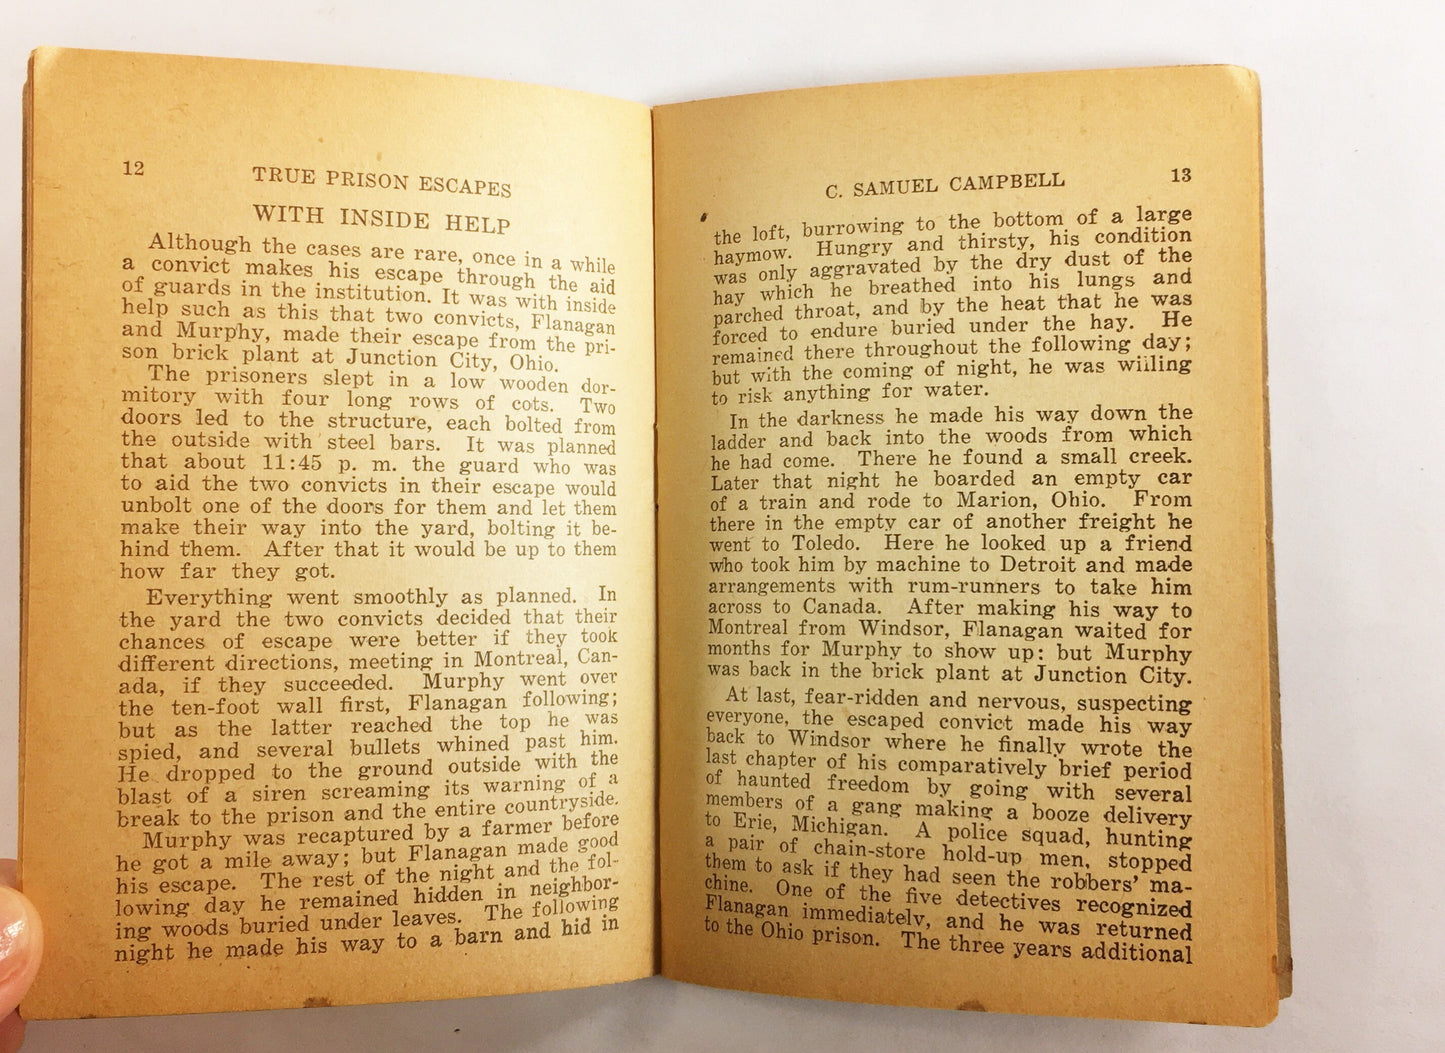 12
TRUE PRISON ESCAPES
WITH INSIDE HELP
Although the cases are rare, once in a while
a convict makes his escape through the aid
of guards in the institution. It was with inside
help such as this that two convicts, Flanagan
and Murphy, made their escape from the pri-
son brick plant at Junction City, Ohio.
The prisoners slept in a low wooden dor-
mitory with four long rows of cots. Two
doors led to the structure, each bolted from
the outside with steel bars. It was planned
that about 11:45 p. m. the guard who was
to aid the two convicts in their escape would
unbolt one of the doors for them and let them
make their way into the yard, bolting it be-
hind them. After that it would be up to them
how far they got.
Everything went smoothly as planned. In
the yard the two convicts decided that their
chances of escape were better if they took
different directions, meeting in Montreal, Can-
ada, if they succeeded. Murphy went over
the ten-foot wall first, Flanagan following;
but as the latter reached the top he was
spied, and several bullets whined past him.
He dropped to the ground outside with the
blast of a siren screaming its warning of a
break to the prison and the entire countryside.
Murphy was recaptured by a farmer before
he got a mile away; but Flanagan made good
his escape. The rest of the night and the fol-
lowing day he remained hidden in neighbor-
ing woods buried under leaves. The following
night he made his way to a barn and hid in
C. SAMUEL CAMPBELL
13
the loft, burrowing to the bottom of a large
haymow. Hungry and thirsty, his condition
was only aggravated by the dry dust of the
hay which he breathed into his lungs and
parched throat, and by the heat that he was
forced to endure buried under the hay. He
remained there throughout the following day;
but with the coming of night, he was willing
to risk anything for water.
In the darkness he made his way down the
ladder and back into the woods from which
he had come. There he found a small creek.
Later that night he boarded an empty car
of a train and rode to Marion, Ohio. From
there in the empty car of another freight he
went to Toledo. Here he looked up a friend
who took him by machine to Detroit and made
arrangements with rum-runners to take him
across to Canada. After making his way to
Montreal from Windsor, Flanagan waited for
months for Murphy to show up: but Murphy
was back in the brick plant at Junction City.
At last, fear-ridden and nervous, suspecting
everyone, the escaped convict made his way
back to Windsor where he finally wrote the
last chapter of his comparatively brief period
of haunted freedom by going with several
members of a gang making a booze delivery
to Erie, Michigan. A police squad, hunting
a pair of chain-store hold-up men, stopped
them to ask if they had seen the robbers' ma-
chine. One of the five detectives recognized
Flanagan immediately, and he was returned
to the Ohio prison. The three years additional